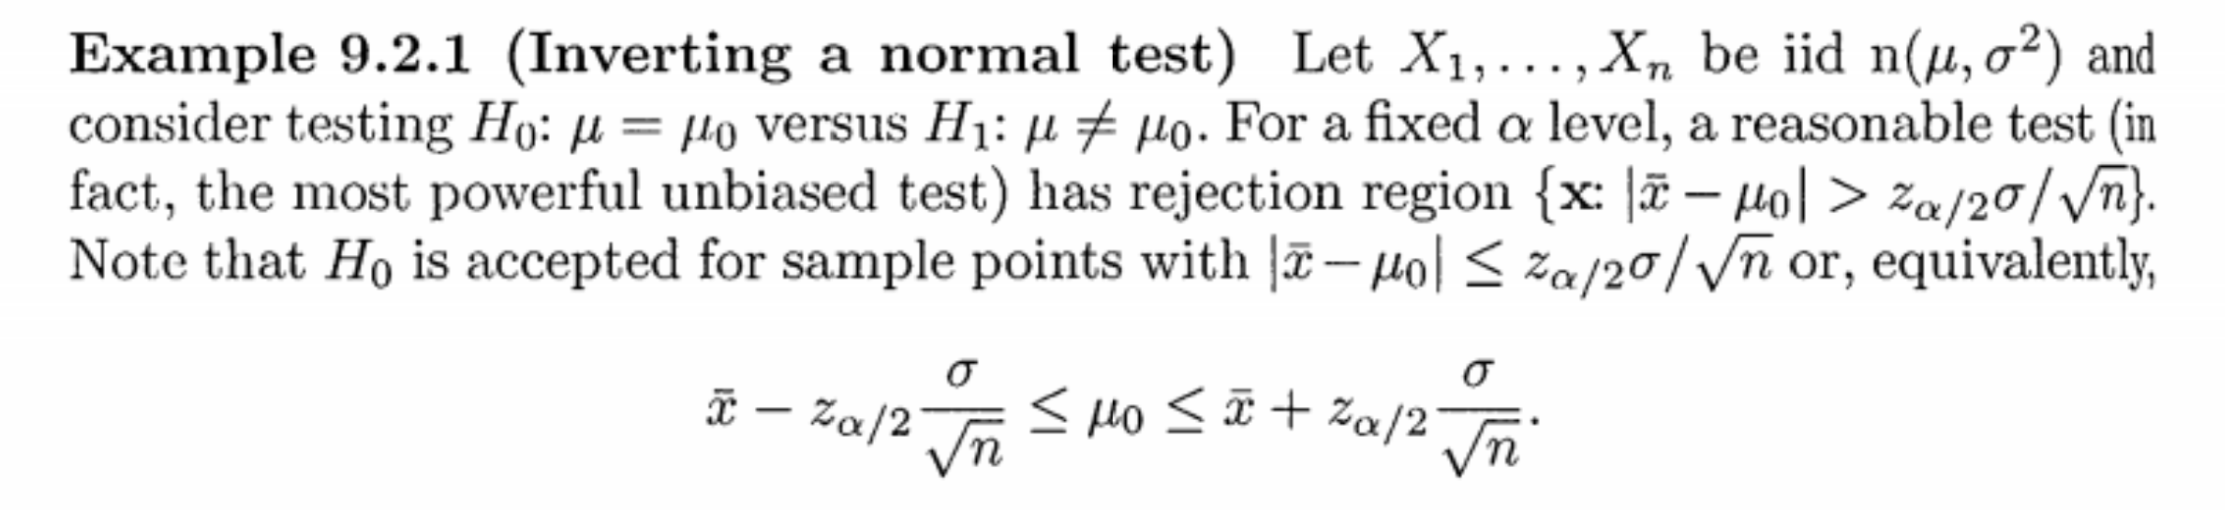 Example 9.2.1 (Inverting a normal test) Let X₁, . . . , Xₙ be iid n(μ, σ²) and
consider testing H₀: μ = μ₀ versus H₁: μ ≠ μ₀. For a fixed α level, a reasonable test (in
fact, the most powerful unbiased test) has rejection region {x: |x̄ − μ₀| > z_{α/2}σ/√n}.
Note that H₀ is accepted for sample points with |x̄ − μ₀| ≤ z_{α/2}σ/√n or, equivalently,
x̄ − z_{α/2} σ/√n ≤ μ₀ ≤ x̄ + z_{α/2} σ/√n.